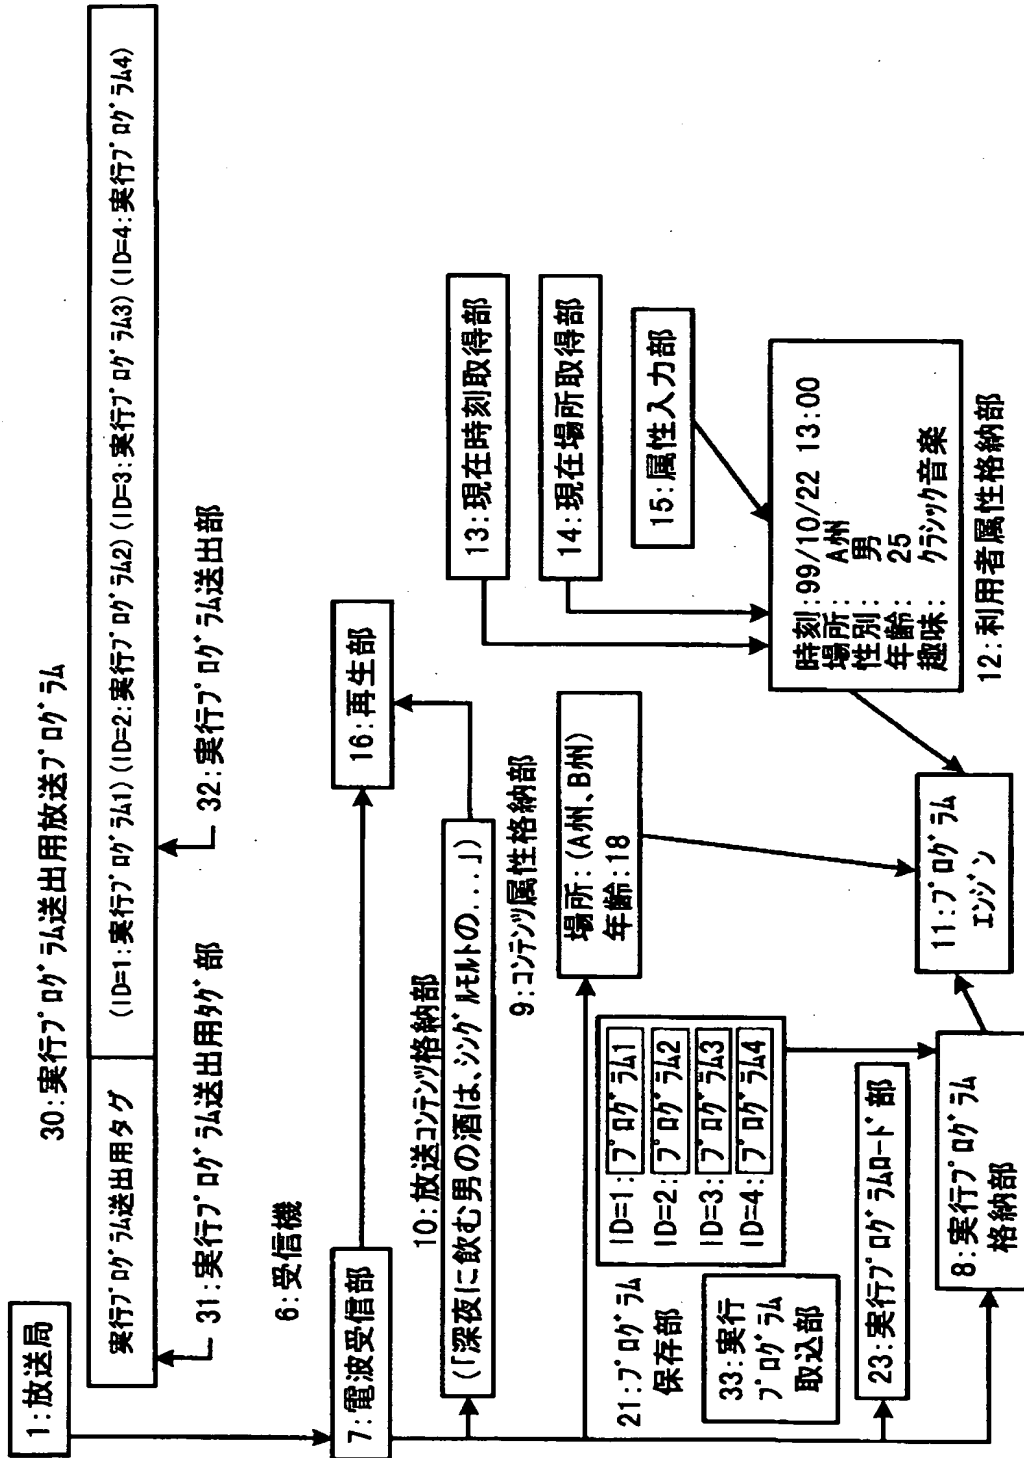 1:放送局
30:実行プログラム送出用放送プログラム
実行プログラム送出用タグ
(ID=1:実行プログラム1)(ID=2:実行プログラム2)(ID=3:実行プログラム3)(ID=4:実行プログラム4)
31:実行プログラム送出用タグ部
32:実行プログラム送出部
6:受信機
7:電波受信部
16:再生部
10:放送コンテンツ格納部
(「深夜に飲む男の酒は、シングルモルトの...」)
9:コンテンツ属性格納部
場所:(A州、B州)
年齢:18
13:現在時刻取得部
14:現在場所取得部
15:属性入力部
時刻:99/10/22 13:00
場所: A州
性別: 男
年齢: 25
趣味: クラシック音楽
12:利用者属性格納部
21:プログラム
保存部
ID=1:プログラム1
ID=2:プログラム2
ID=3:プログラム3
ID=4:プログラム4
33:実行
プログラム
取込部
23:実行プログラムロード部
8:実行プログラム
格納部
11:プログラム
エンジン